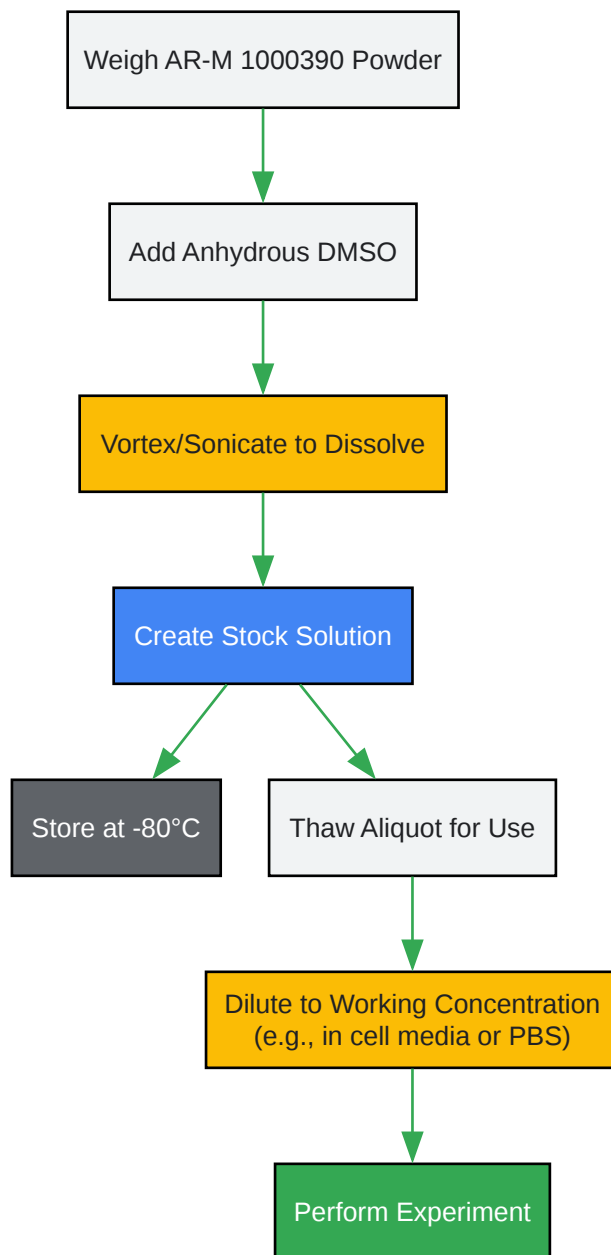 Weigh AR-M 1000390 Powder
Add Anhydrous DMSO
Vortex/Sonicate to Dissolve
Create Stock Solution
Store at -80°C
Thaw Aliquot for Use
Dilute to Working Concentration
(e.g., in cell media or PBS)
Perform Experiment